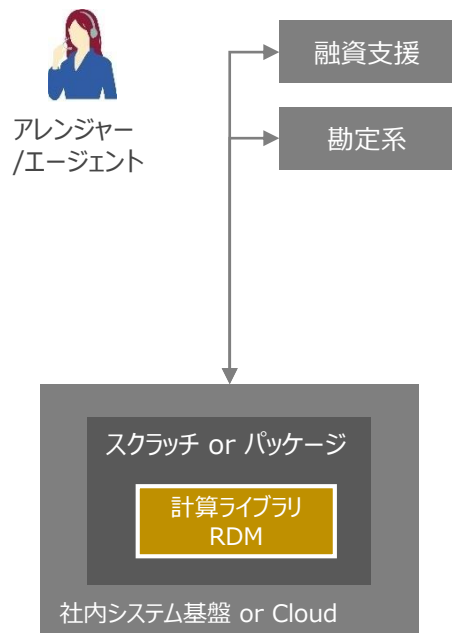 融資支援
アレンジャー
/エージェント
勘定系
スクラッチ or パッケージ
計算ライブラリ
RDM
社内システム基盤 or Cloud